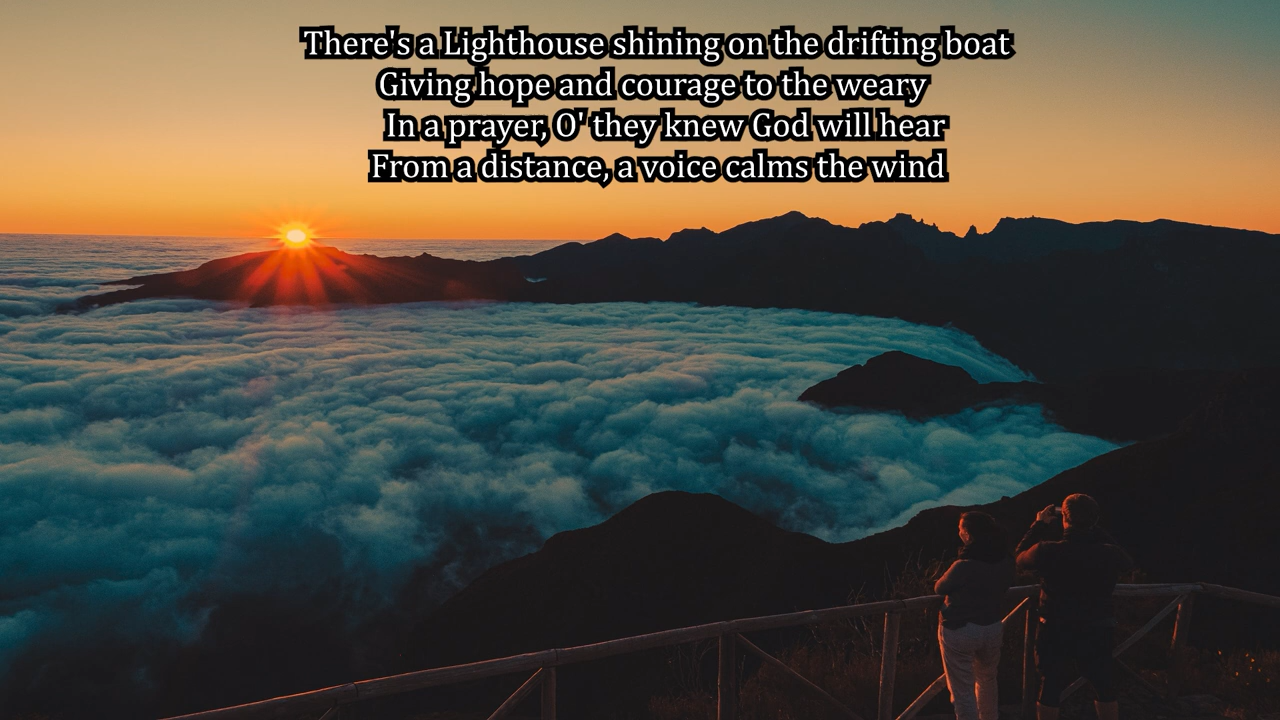 There's a Lighthouse shining on the drifting boat
Giving hope and courage to the weary
In a prayer, O' they knew God will hear
From a distance, a voice calms the wind